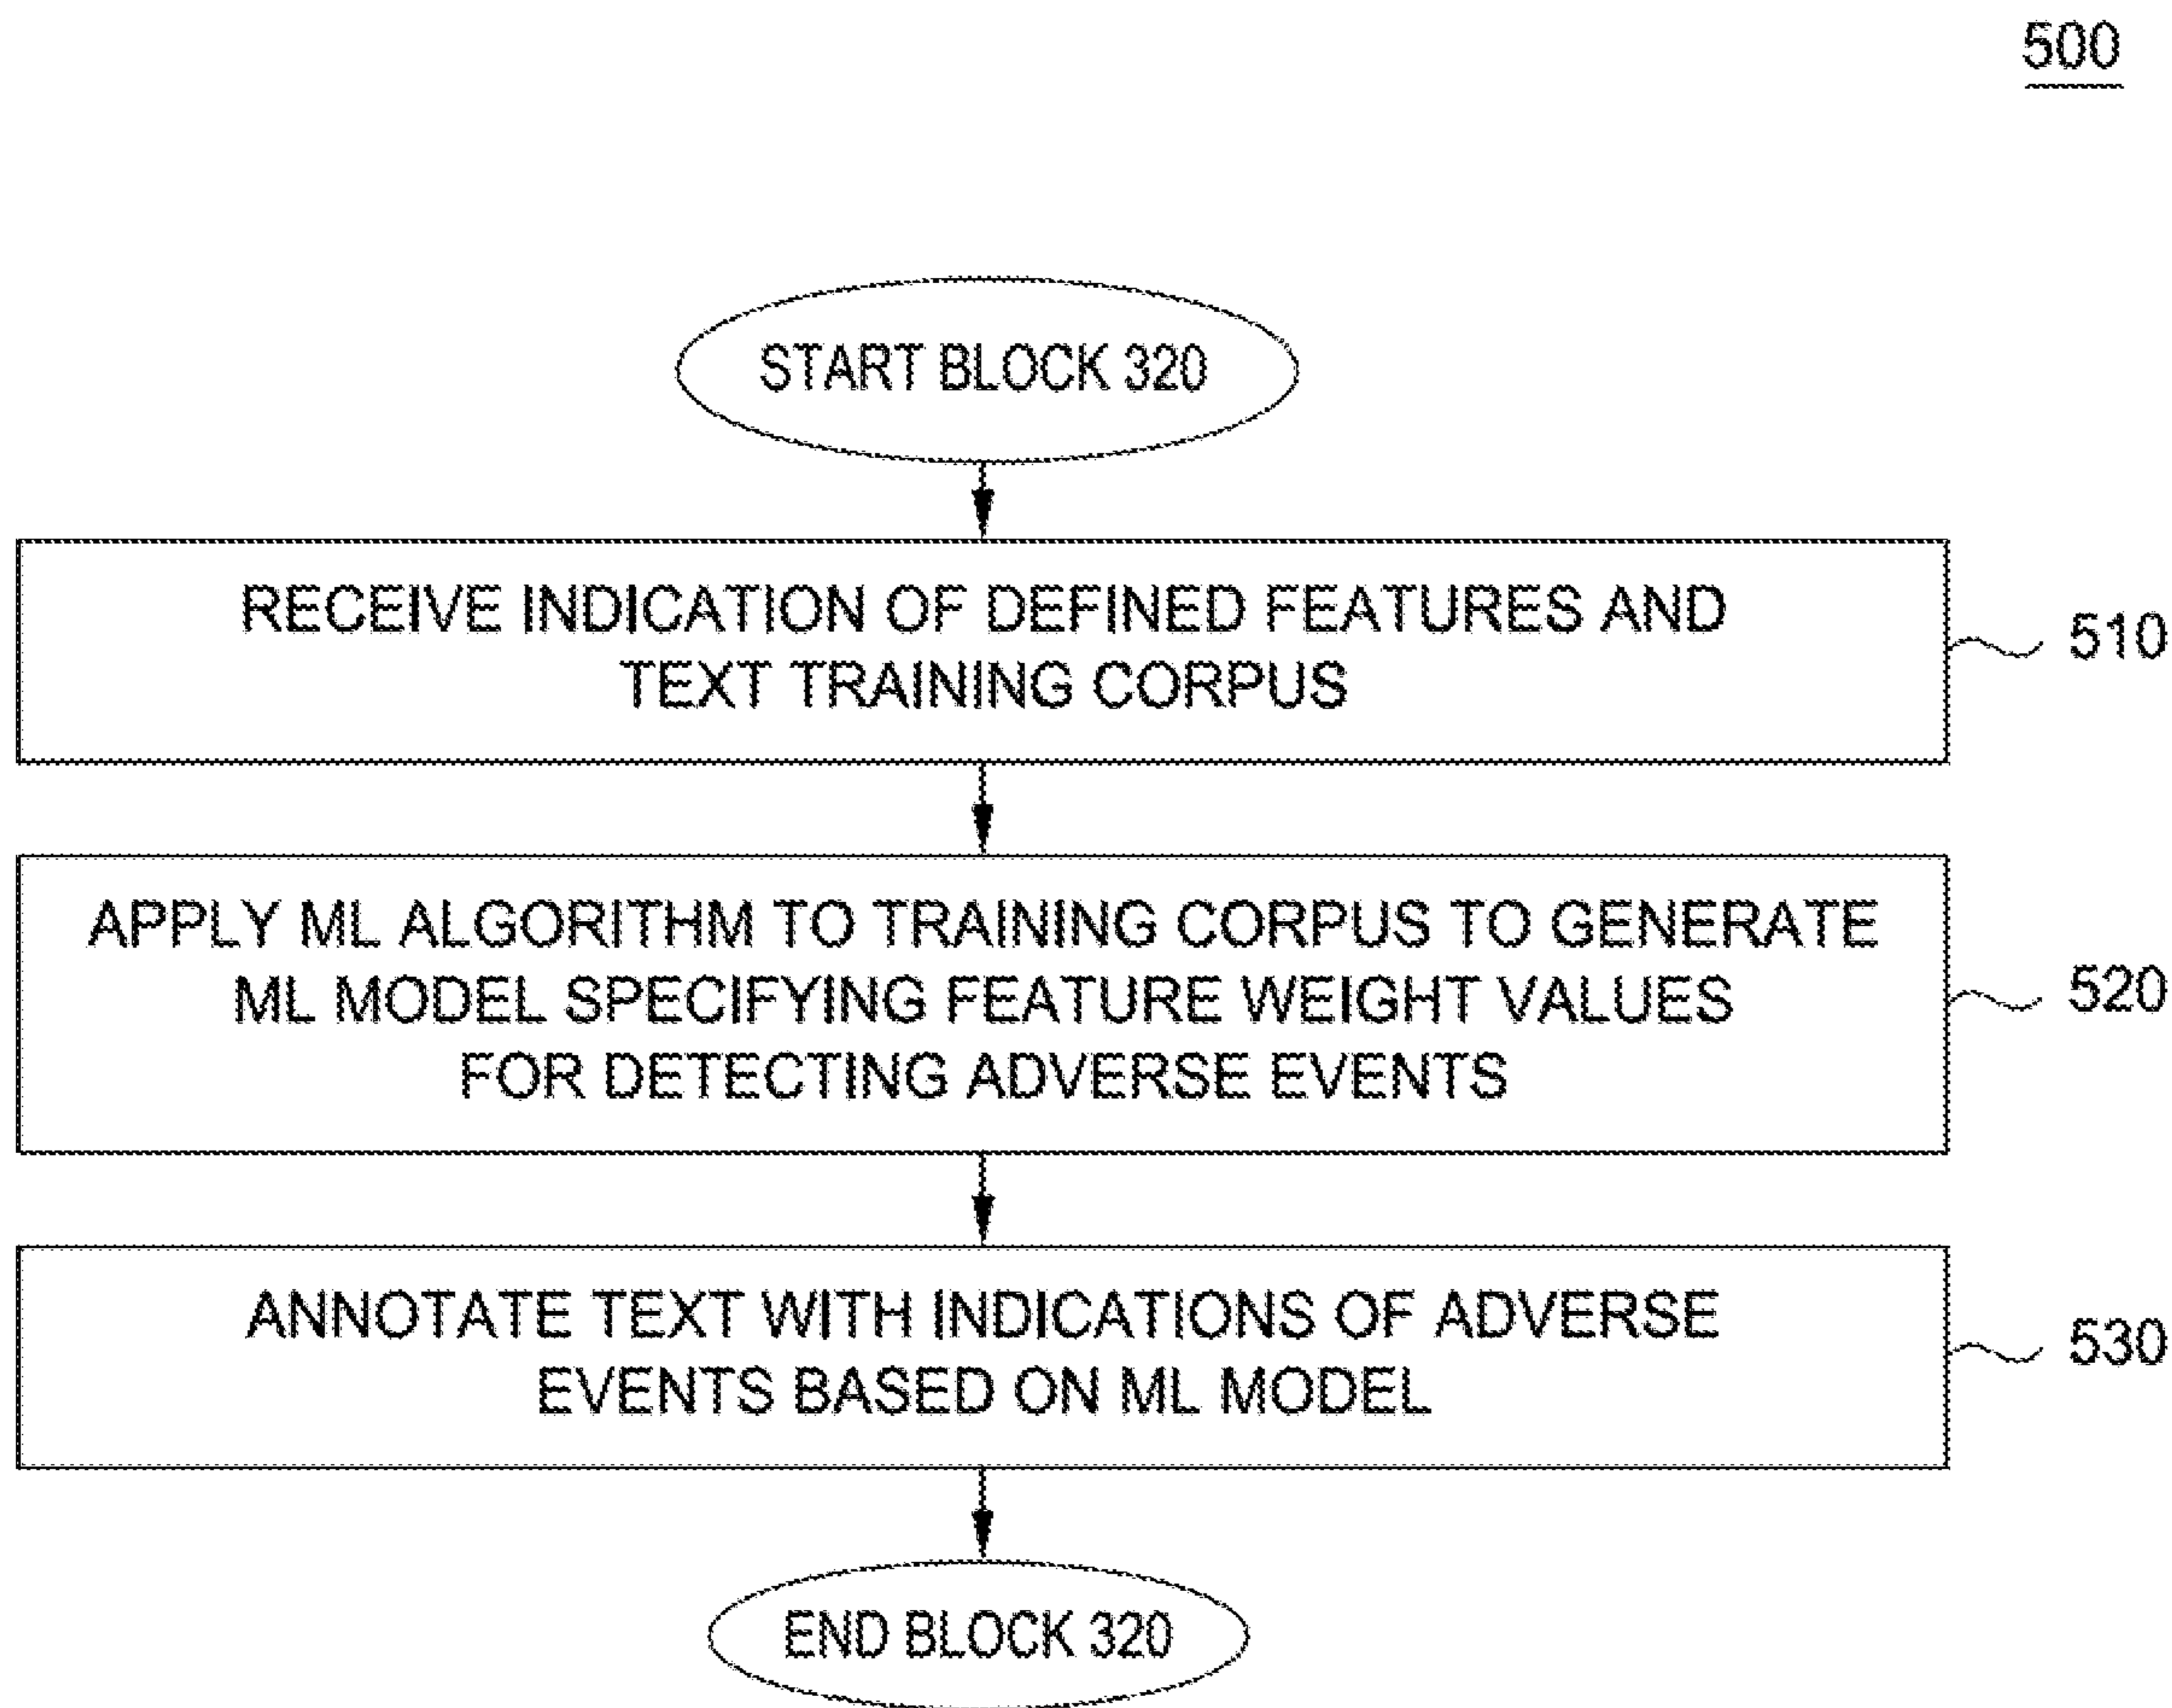 500
START BLOCK 320
RECEIVE INDICATION OF DEFINED FEATURES AND
TEXT TRAINING CORPUS
510
APPLY ML ALGORITHM TO TRAINING CORPUS TO GENERATE
ML MODEL SPECIFYING FEATURE WEIGHT VALUES
FOR DETECTING ADVERSE EVENTS
520
ANNOTATE TEXT WITH INDICATIONS OF ADVERSE
EVENTS BASED ON ML MODEL
530
END BLOCK 320